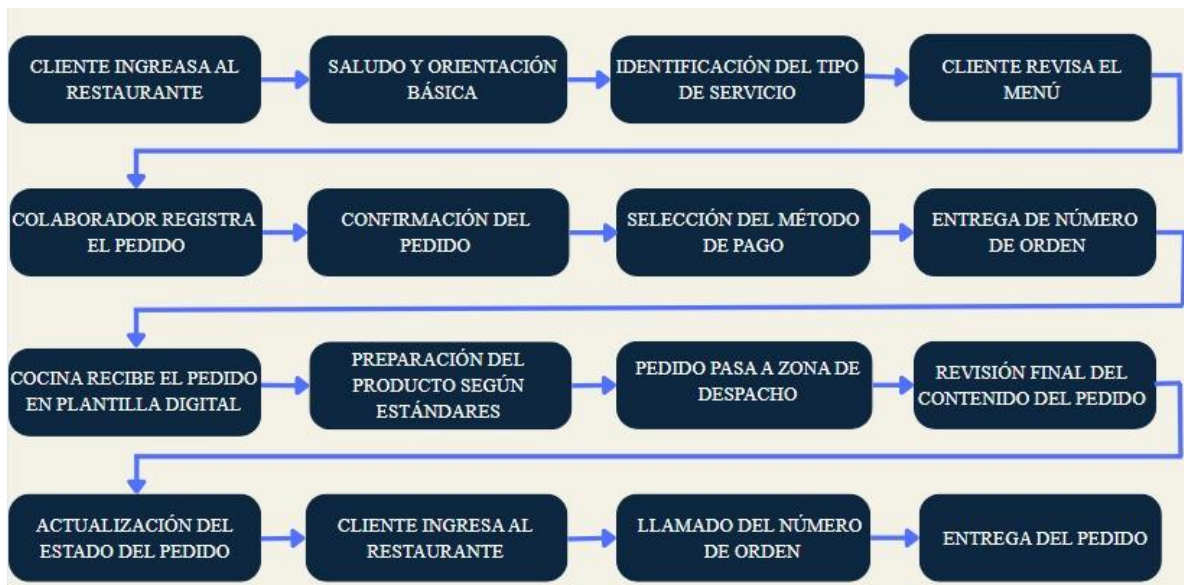 CLIENTE INGREASA AL
RESTAURANTE
SALUDO Y ORIENTACIÓN
BÁSICA
IDENTIFICACIÓN DEL TIPO
DE SERVICIO
CLIENTE REVISA EL
MENÚ
COLABORADOR REGISTRA
EL PEDIDO
CONFIRMACIÓN DEL
PEDIDO
SELECCIÓN DEL MÉTODO
DE PAGO
ENTREGA DE NÚMERO
DE ORDEN
COCINA RECIBE EL PEDIDO
EN PLANTILLA DIGITAL
PREPARACIÓN DEL
PRODUCTO SEGÚN
ESTÁNDARES
PEDIDO PASA A ZONA DE
DESPACHO
REVISIÓN FINAL DEL
CONTENIDO DEL PEDIDO
ACTUALIZACIÓN DEL
ESTADO DEL PEDIDO
CLIENTE INGRESA AL
RESTAURANTE
LLAMADO DEL NÚMERO
DE ORDEN
ENTREGA DEL PEDIDO